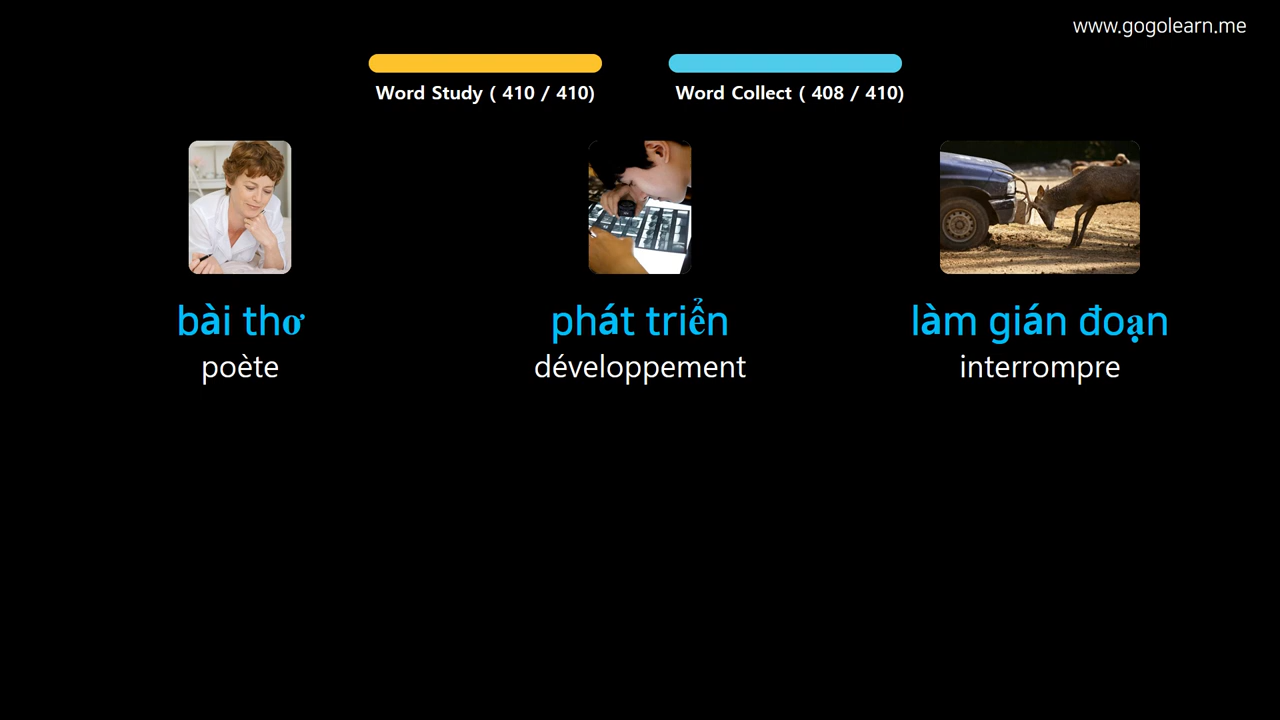 www.gogolearn.me
Word Study ( 410 / 410)
Word Collect ( 408 / 410)
bài thơ
poète
phát triển
développement
làm gián đoạn
interrompre